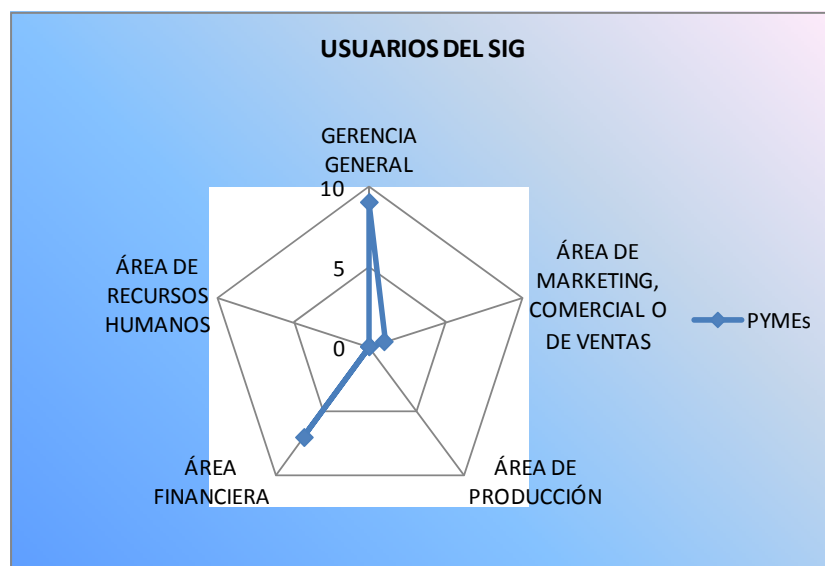 USUARIOS DEL SIG
GERENCIA
GENERAL
10
5
0
ÁREA DE
MARKETING,
COMERCIAL O
DE VENTAS
ÁREA DE
PRODUCCIÓN
ÁREA
FINANCIERA
ÁREA DE
RECURSOS
HUMANOS
PYMEs